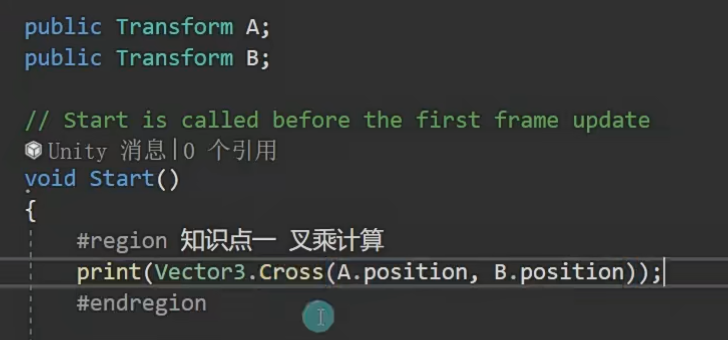 public Transform A;
public Transform B;
// Start is called before the first frame update
Unity 消息|0 个引用
void Start()
{
#region 知识点一 叉乘计算
print(Vector3.Cross(A.position, B.position));
#endregion